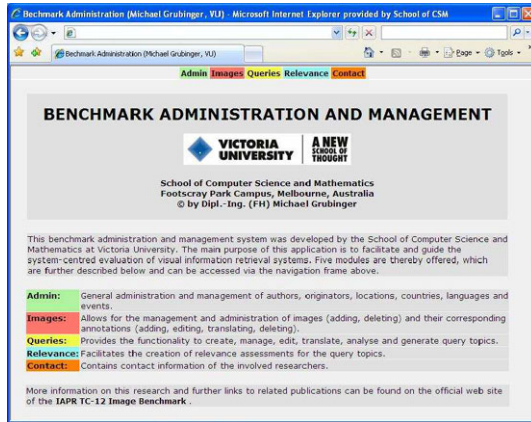 Bechmark Administration (Michael Grubinger, VU) - Microsoft Internet Explorer provided by School of CSM
Bechmark Administration (Michael Grubinger, VU)
Page
Tools
Admin Images Queries Relevance Contact
BENCHMARK ADMINISTRATION AND MANAGEMENT
VICTORIA UNIVERSITY
A NEW SCHOOL OF THOUGHT
School of Computer Science and Mathematics
Footscray Park Campus, Melbourne, Australia
© by Dipl.-Ing. (FH) Michael Grubinger
This benchmark administration and management system was developed by the School of Computer Science and
Mathematics at Victoria University. The main purpose of this application is to facilitate and guide the
system-centred evaluation of visual information retrieval systems. Five modules are thereby offered, which
are further described below and can be accessed via the navigation frame above.
Admin: General administration and management of authors, originators, locations, countries, languages and
events.
Images: Allows for the management and administration of images (adding, deleting) and their corresponding
annotations (adding, editing, translating, deleting).
Queries: Provides the functionality to create, manage, edit, translate, analyse and generate query topics.
Relevance: Facilitates the creation of relevance assessments for the query topics.
Contact: Contains contact information of the involved researchers.
More information on this research and further links to related publications can be found on the official web site
of the IAPR TC-12 Image Benchmark .